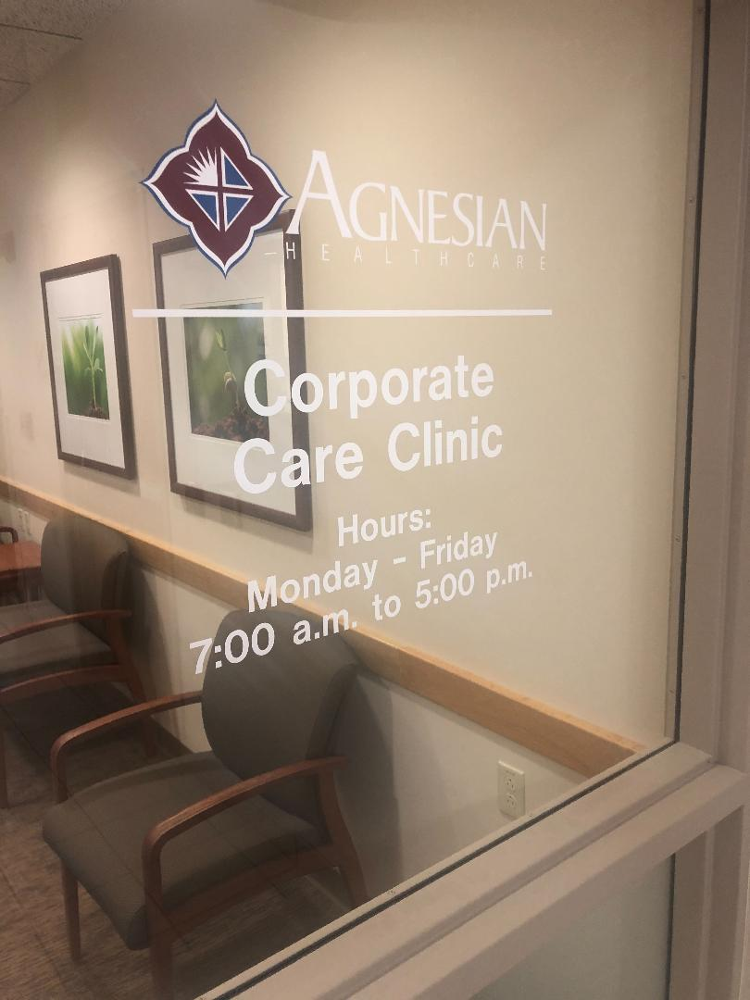 AGNESIAN
HEALTHCARE
Corporate
Care Clinic
Hours:
Monday - Friday
7:00 a.m. to 5:00 p.m.